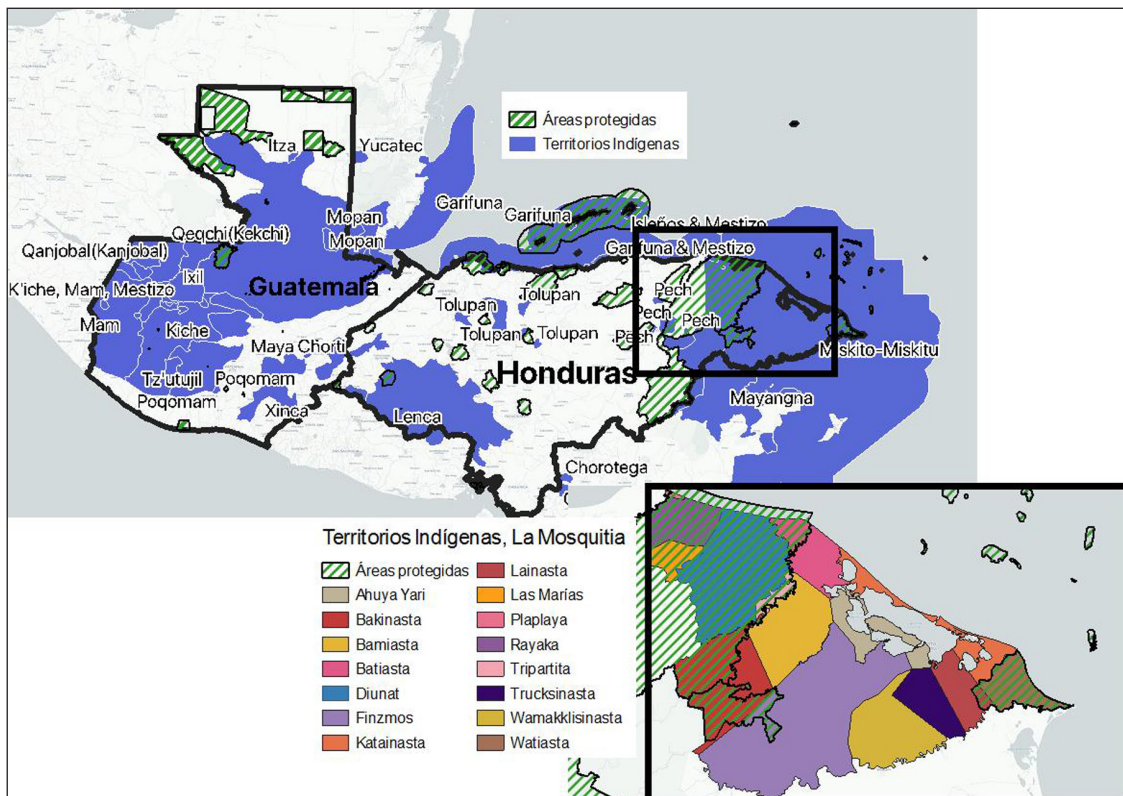 Áreas protegidas
Territorios Indígenas
Itza
Yucatec
Garifuna
Garifuna
Isleños & Mestizo
Mopan
Mopan
Qeqchi(Kekchi)
Garifuna & Mestizo
Qanjobal(Kanjobal)
Ixil
Guatemala
K'iche, Mam, Mestizo
Pech
Tolupan
Tolupan
Pech
Mam
Kiche
Tolupan
Tolupan
Pech
Pech
Maya Chorti
Miskito-Miskitu
Honduras
Tz'utujil
Poqomam
Poqomam
Xinca
Lenca
Mayangna
Chorotega
Territorios Indígenas, La Mosquitia
Áreas protegidas
Ahuya Yari
Bakinasta
Bamiasta
Batiasta
Diunat
Finzmos
Katainasta
Lainasta
Las Marías
Plaplaya
Rayaka
Tripartita
Trucksinasta
Wamakklisinasta
Watiasta